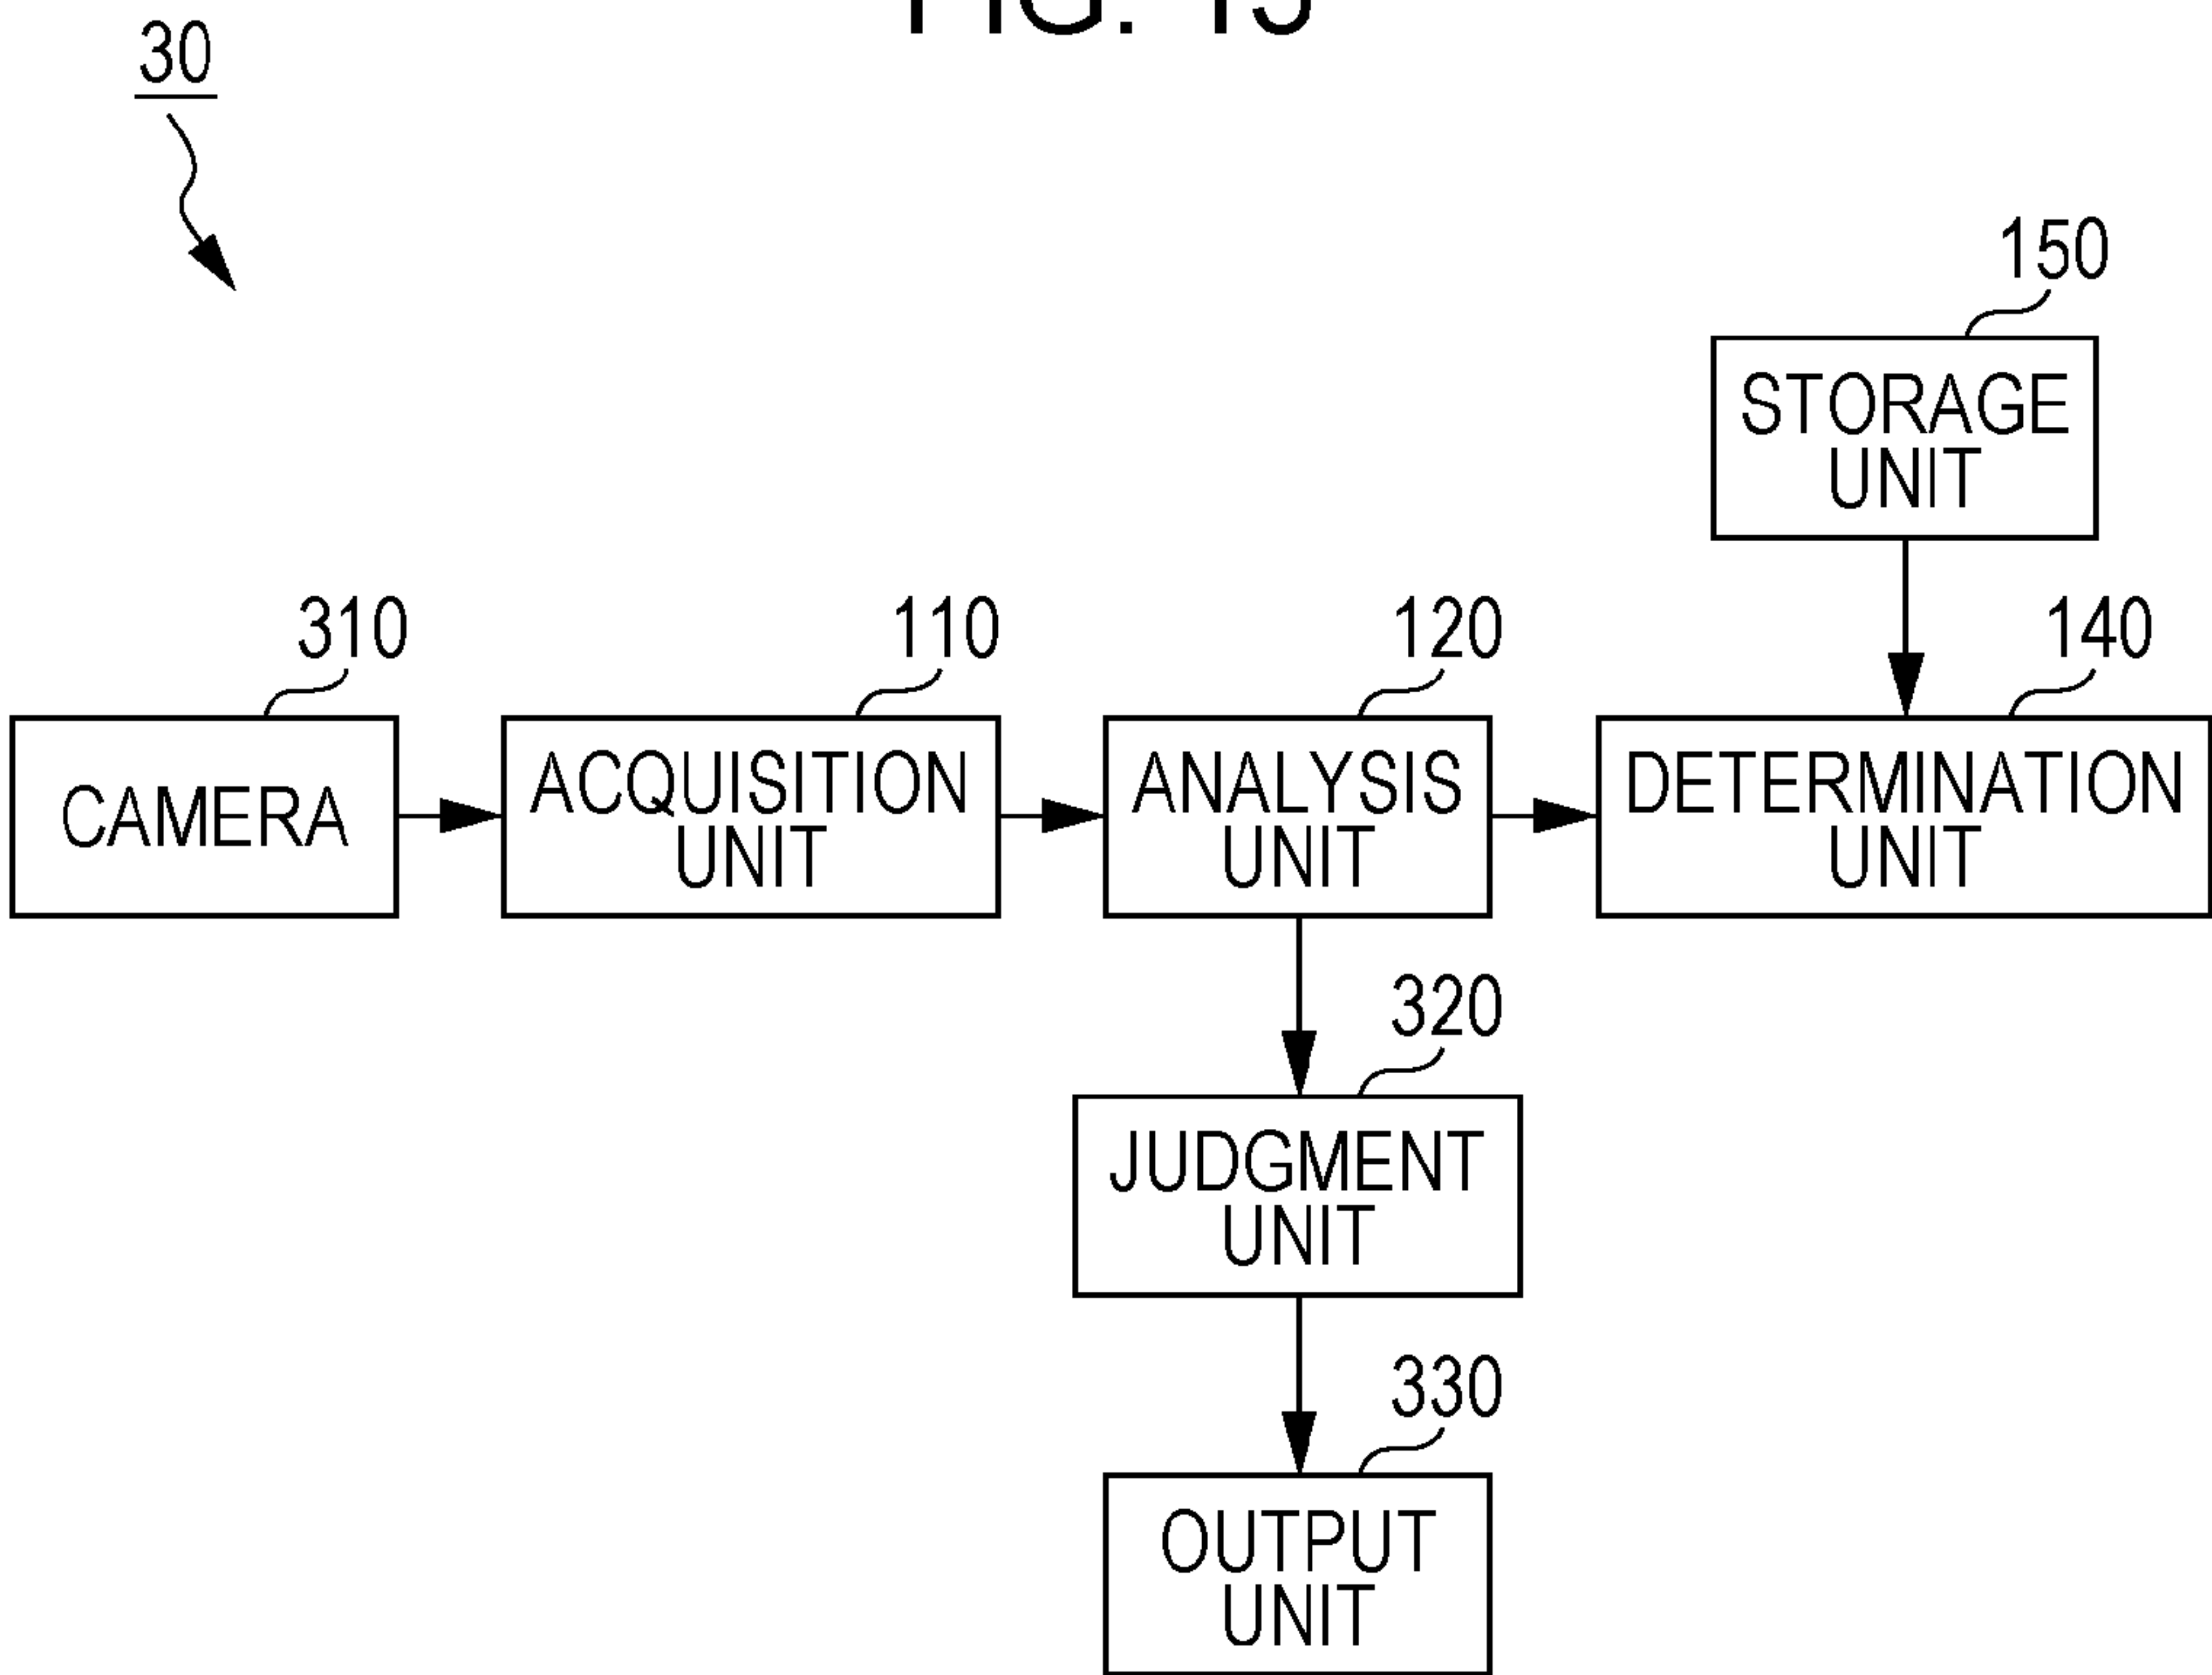 FIG.
30
150
STORAGE
UNIT
310
110
120
140
CAMERA
ACQUISITION
UNIT
ANALYSIS
UNIT
DETERMINATION
UNIT
320
JUDGMENT
UNIT
330
OUTPUT
UNIT